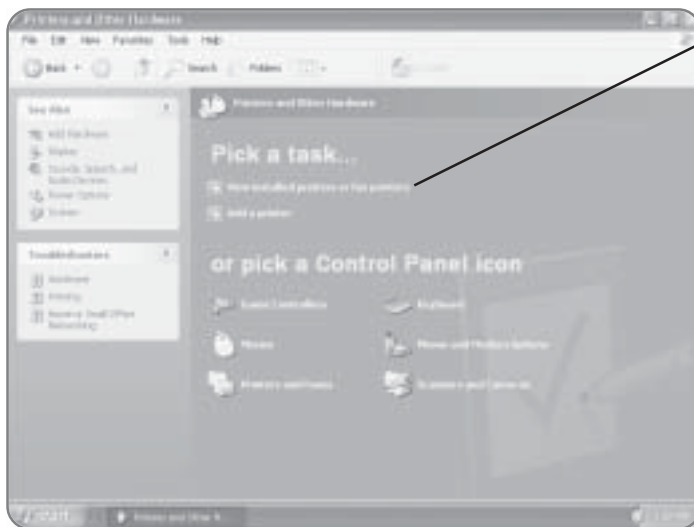 Printers and Other Hardware
File Edit View Favorites Tools Help
Back Search Folders
See Also
Add Hardware
Display
Sounds, Speech, and
Audio Devices
Power Options
System
Troubleshooters
Hardware
Printing
Home or Small Office
Networking
Printers and Other Hardware
Pick a task...
View installed printers or fax printers
Add a printer
or pick a Control Panel icon
Game Controllers
Keyboard
Mouse
Phone and Modem Options
Printers and Faxes
Scanners and Cameras
start
Printers and Other H...